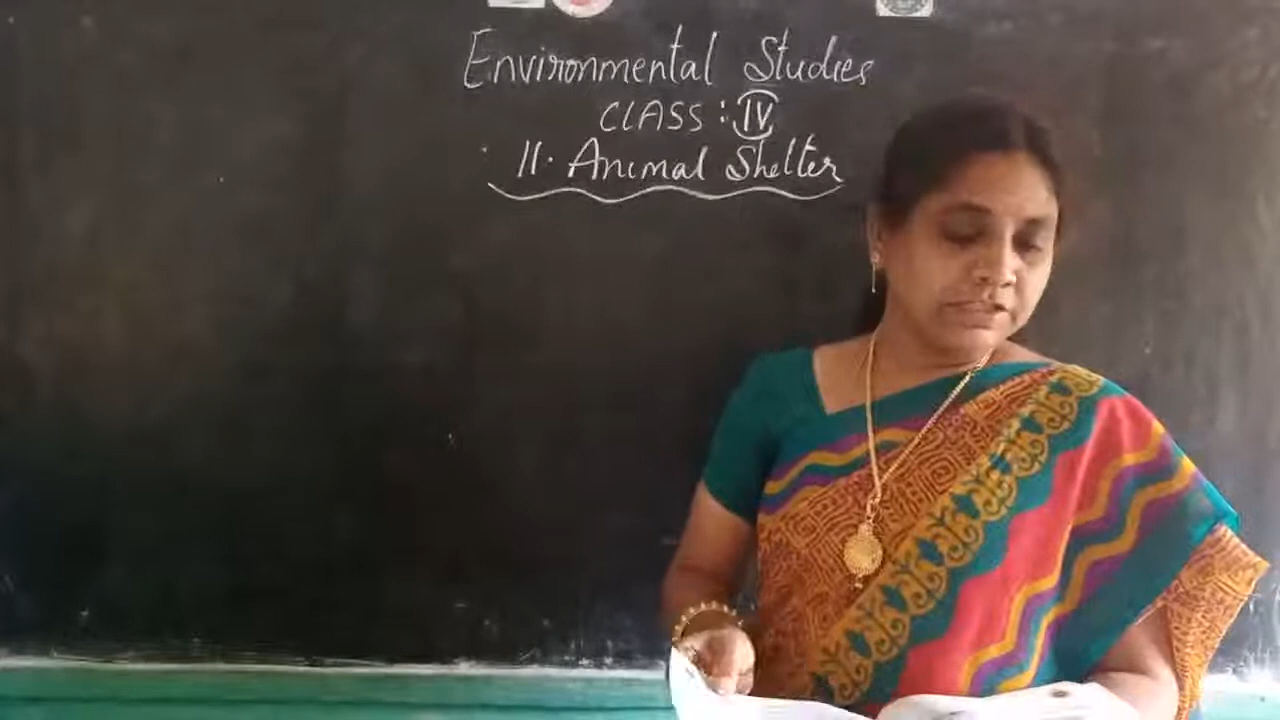 Environmental Studies
CLASS : IV
11. Animal Shelter